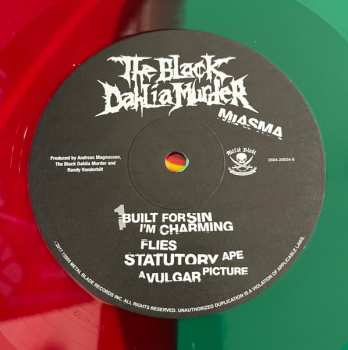 The Black
Dahlia Murder
MIASMA
Produced by Andreas Magnusson,
The Black Dahlia Murder and
Randy Vanderbilt
Metal Blade
1
BUILT FOR SIN
I'M CHARMING
FLIES
STATUTORY APE
A VULGAR PICTURE
METAL BLADE RECORDS INC. ALL RIGHTS RESERVED. UNAUTHORIZED DUPLICATION IS A VIOLATION OF APPLICABLE LAWS.